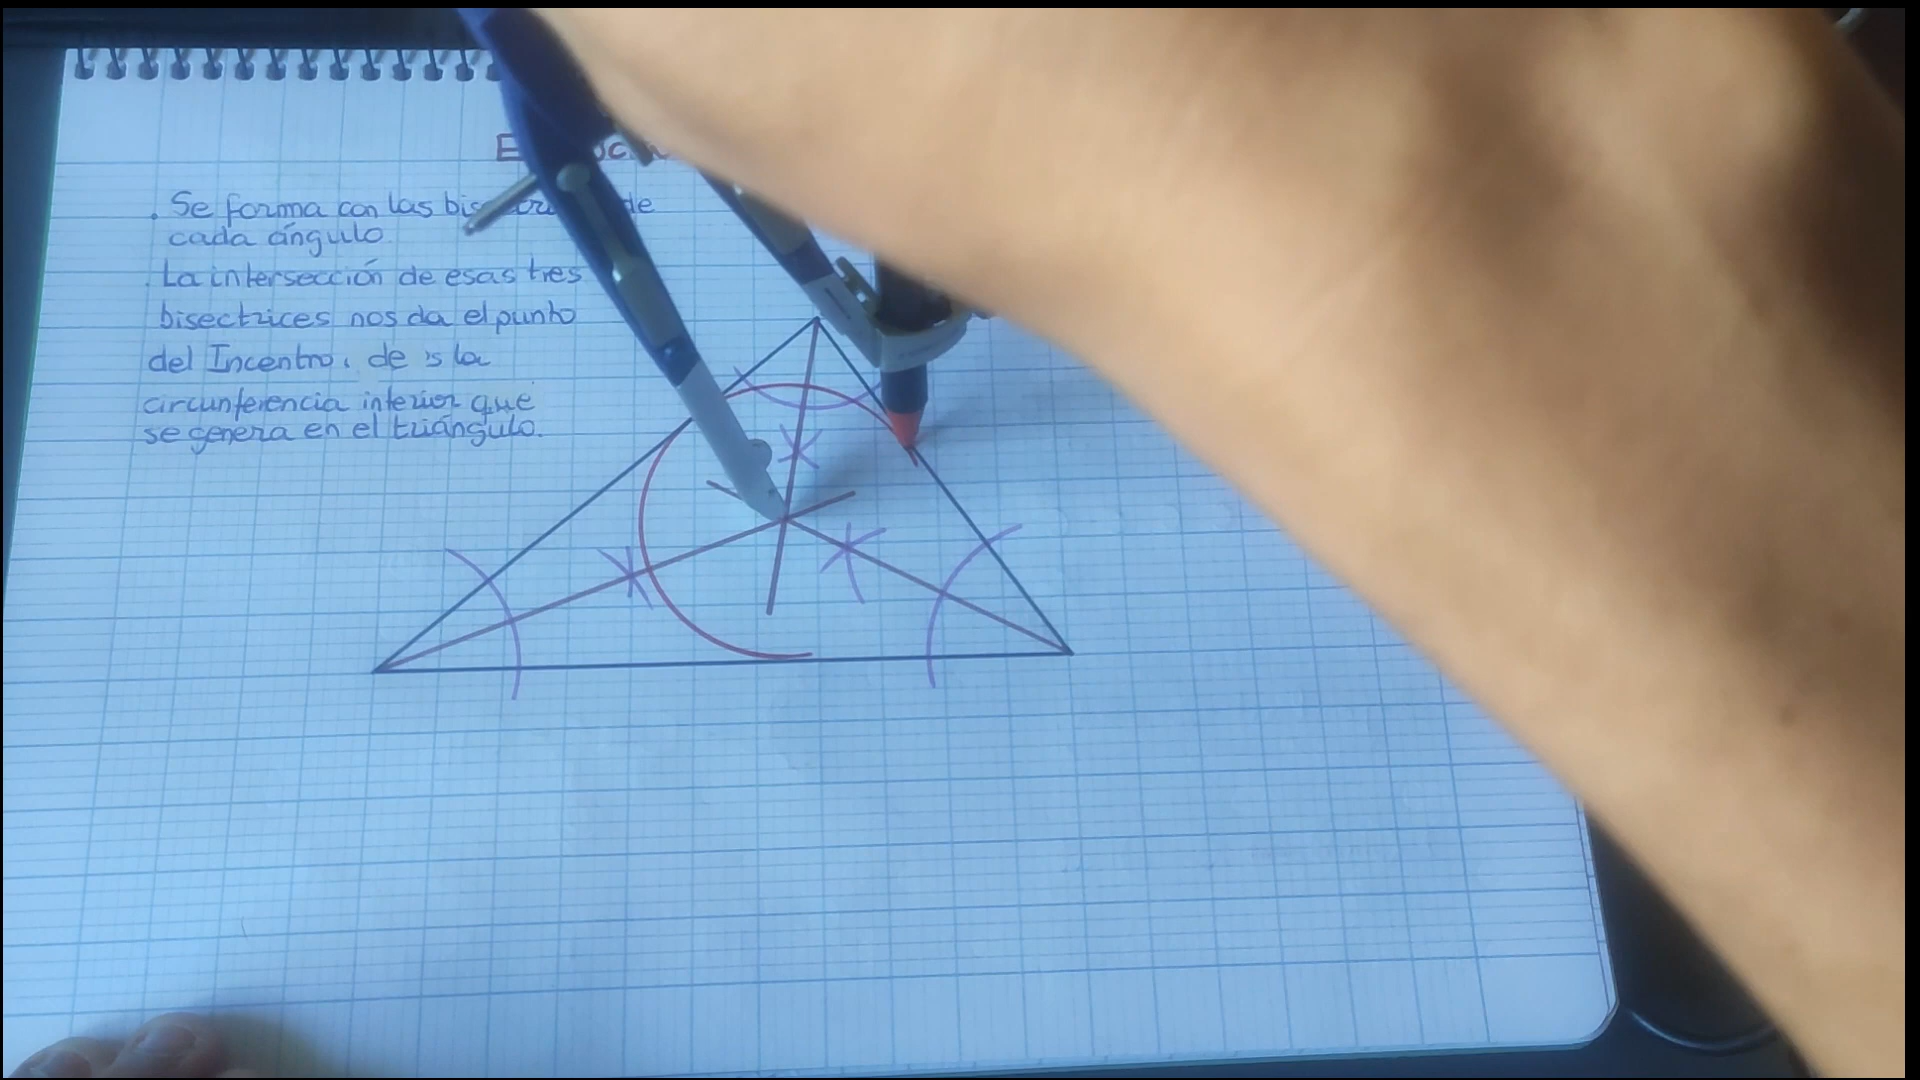 . Se forma con las de
cada ángulo.
. La intersección de esas tres
bisectrices nos da el punto
del Incentro, de la
circunferencia interior que
se genera en el triángulo.